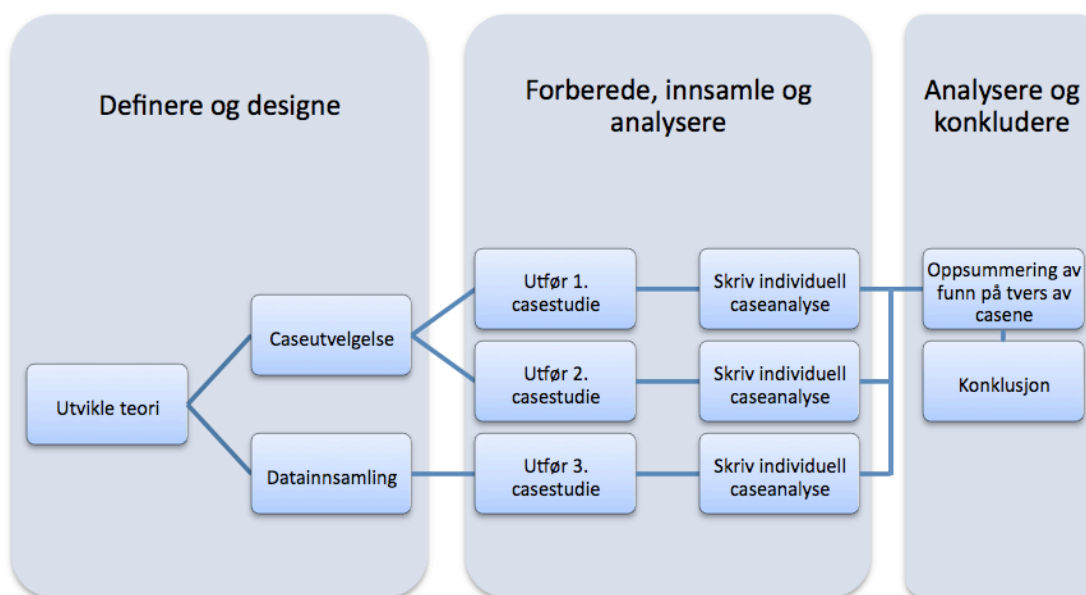 Definere og designe
Utvikle teori
Caseutvelgelse
Datainnsamling
Forberede, innsamle og
analysere
Utfør 1.
casestudie
Skriv individuell
caseanalyse
Utfør 2.
casestudie
Skriv individuell
caseanalyse
Utfør 3.
casestudie
Skriv individuell
caseanalyse
Analysere og
konkludere
Oppsummering av
funn på tvers av
casene
Konklusjon